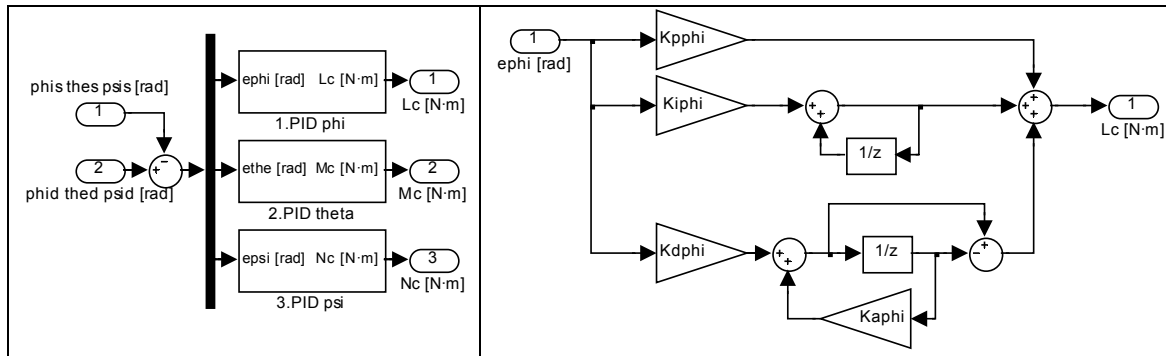 phis thes psis [rad]
1
2
phid thed psid [rad]
−
+
ephi [rad] Lc [N·m]
1.PID phi
1
Lc [N·m]
ethe [rad] Mc [N·m]
2.PID theta
2
Mc [N·m]
epsi [rad] Nc [N·m]
3.PID psi
3
Nc [N·m]
1
ephi [rad]
Kpphi
Kiphi
+
+
1/z
+
+
+
1
Lc [N·m]
Kdphi
+
+
1/z
+
−
Kaphi